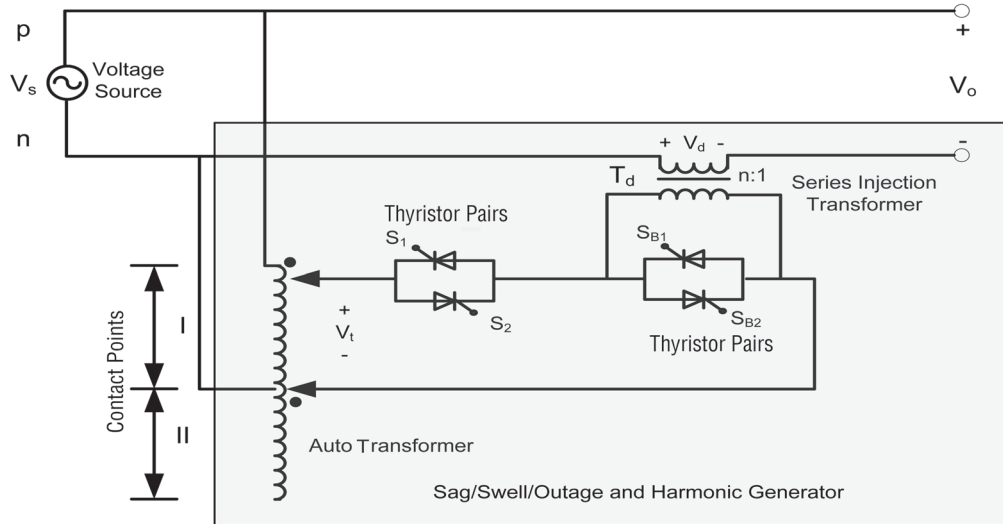 p
+
Voltage
Source
Vs
Vo
n
-
+ Vd -
Td
n:1
Series Injection
Transformer
Thyristor Pairs
S1
SB1
S2
SB2
Thyristor Pairs
+
Vt
-
Contact Points
I
II
Auto Transformer
Sag/Swell/Outage and Harmonic Generator